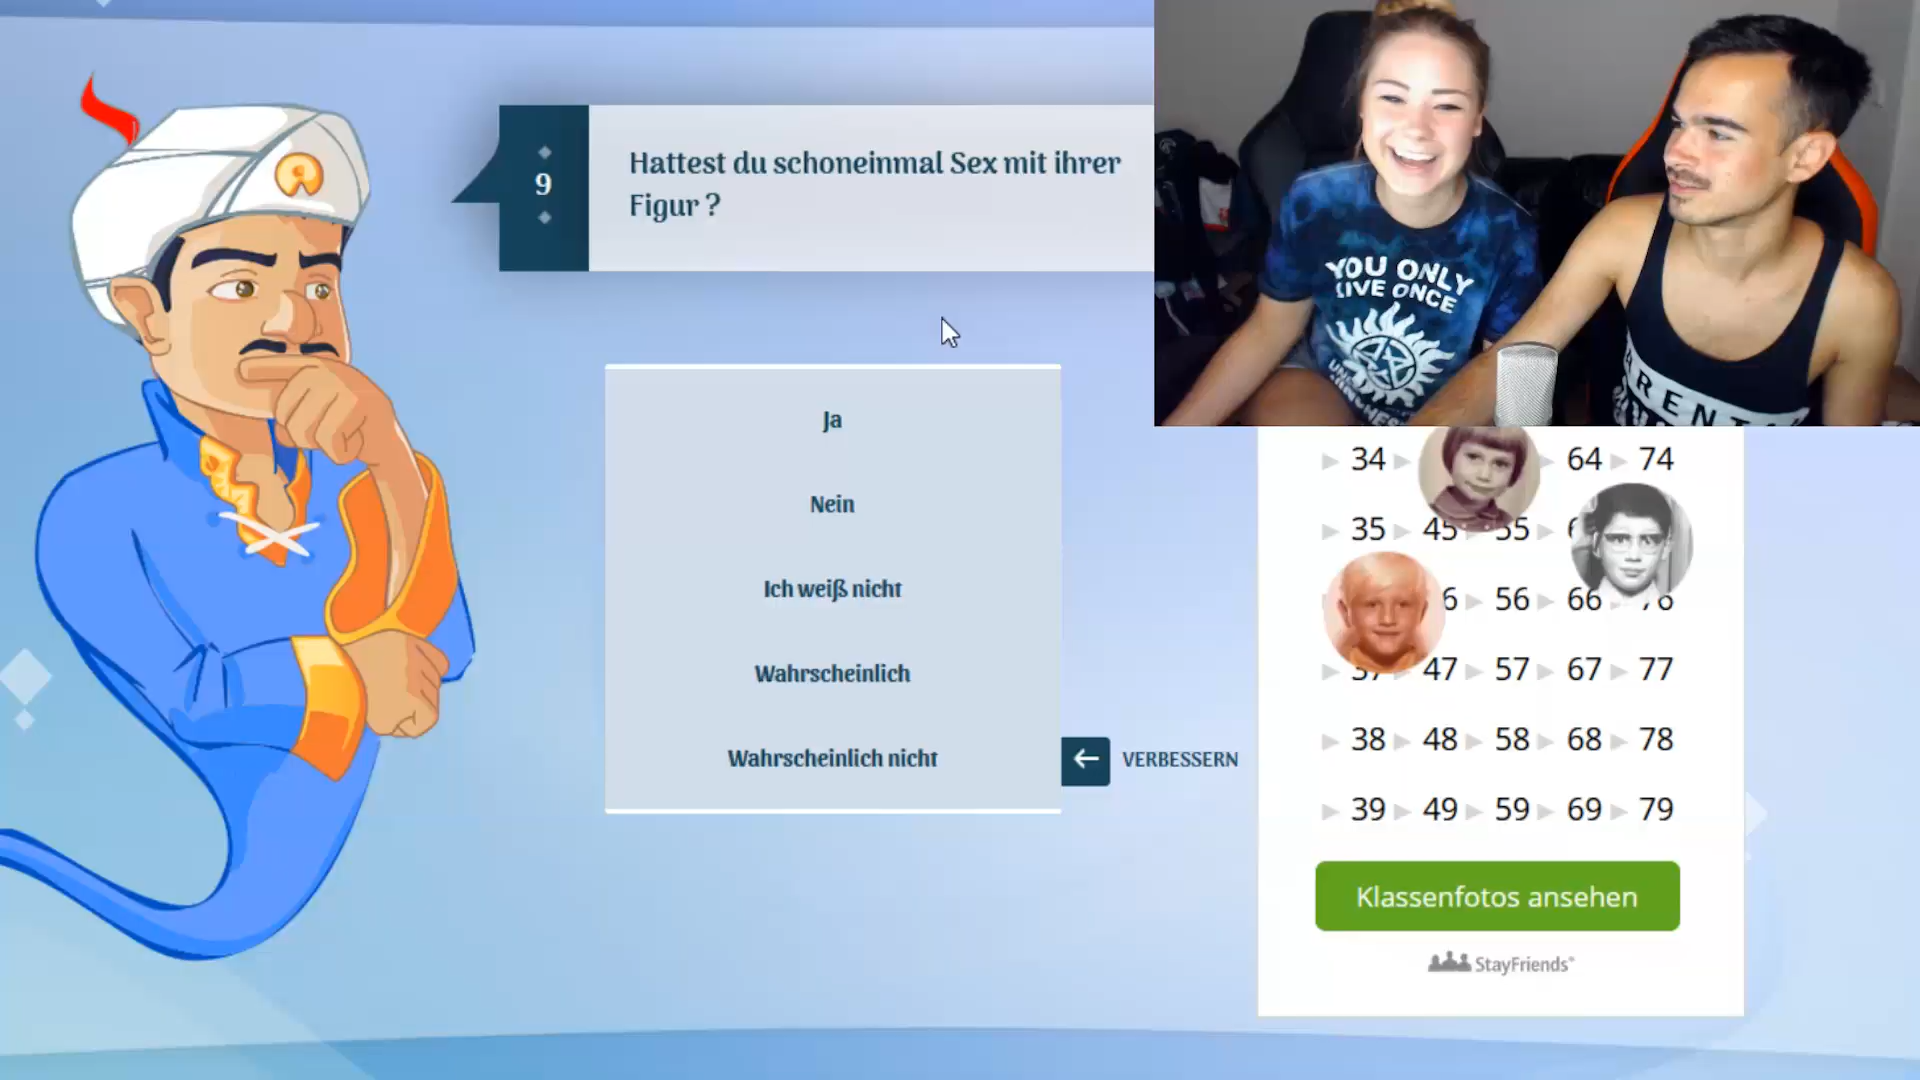 9
Hattest du schoneinmal Sex mit ihrer
Figur ?
Ja
Nein
Ich weiß nicht
Wahrscheinlich
Wahrscheinlich nicht
VERBESSERN
YOU ONLY
LIVE ONCE
34 64 74
35 45 55
56 66
47 57 67 77
38 48 58 68 78
39 49 59 69 79
Klassenfotos ansehen
StayFriends